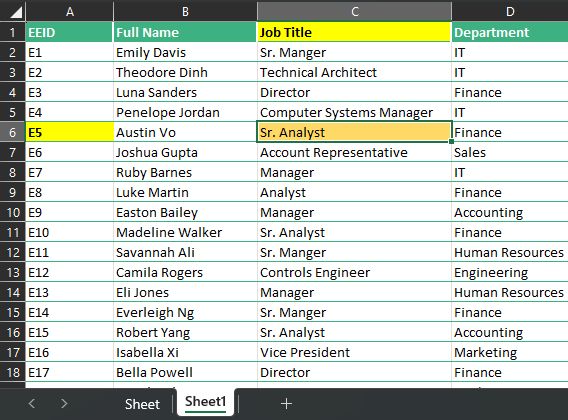 A B C D
1 EEID Full Name Job Title Department
2 E1 Emily Davis Sr. Manger IT
3 E2 Theodore Dinh Technical Architect IT
4 E3 Luna Sanders Director Finance
5 E4 Penelope Jordan Computer Systems Manager IT
6 E5 Austin Vo Sr. Analyst Finance
7 E6 Joshua Gupta Account Representative Sales
8 E7 Ruby Barnes Manager IT
9 E8 Luke Martin Analyst Finance
10 E9 Easton Bailey Manager Accounting
11 E10 Madeline Walker Sr. Analyst Finance
12 E11 Savannah Ali Sr. Manger Human Resources
13 E12 Camila Rogers Controls Engineer Engineering
14 E13 Eli Jones Manager Human Resources
15 E14 Everleigh Ng Sr. Manger Finance
16 E15 Robert Yang Sr. Analyst Accounting
17 E16 Isabella Xi Vice President Marketing
18 E17 Bella Powell Director Finance
Sheet Sheet1